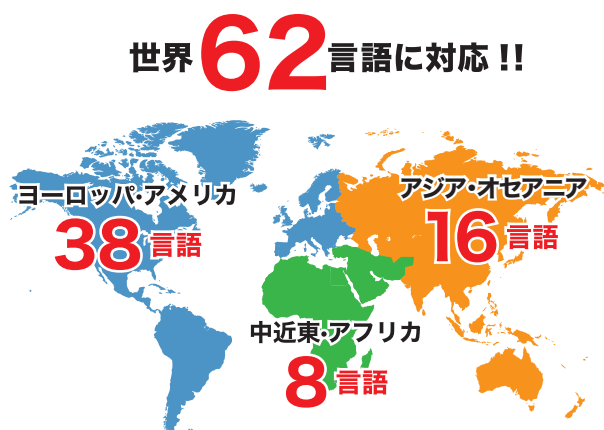 世界62言語に対応!!
ヨーロッパ・アメリカ
38言語
アジア・オセアニア
16言語
中近東・アフリカ
8言語